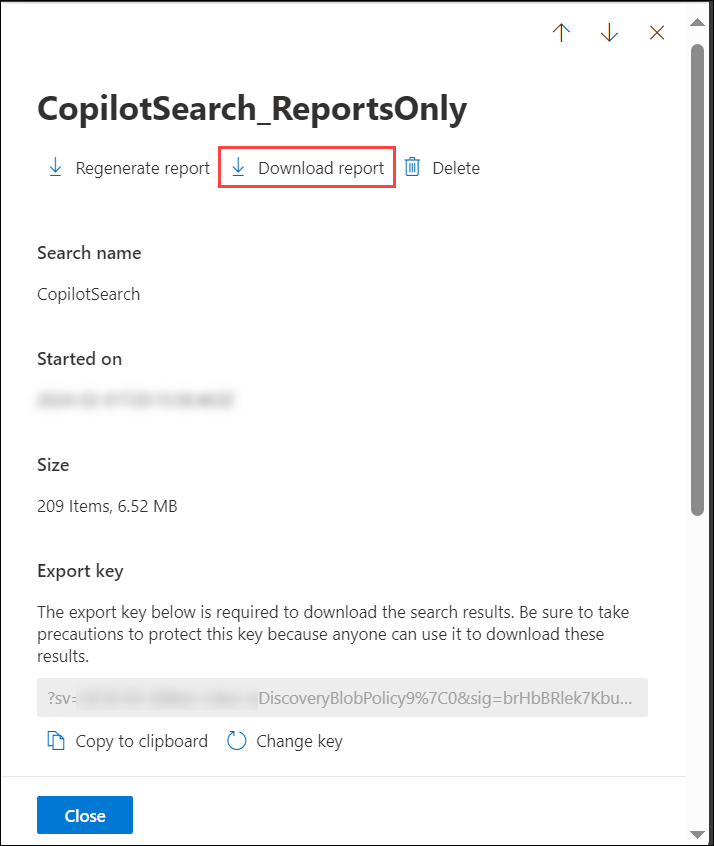 CopilotSearch_ReportsOnly
Regenerate report Download report Delete
Search name
CopilotSearch
Started on
Size
209 Items, 6.52 MB
Export key
The export key below is required to download the search results. Be sure to take
precautions to protect this key because anyone can use it to download these
results.
?sv= DiscoveryBlobPolicy9%7C0&sig=brHbBRlek7Kbu...
Copy to clipboard Change key
Close